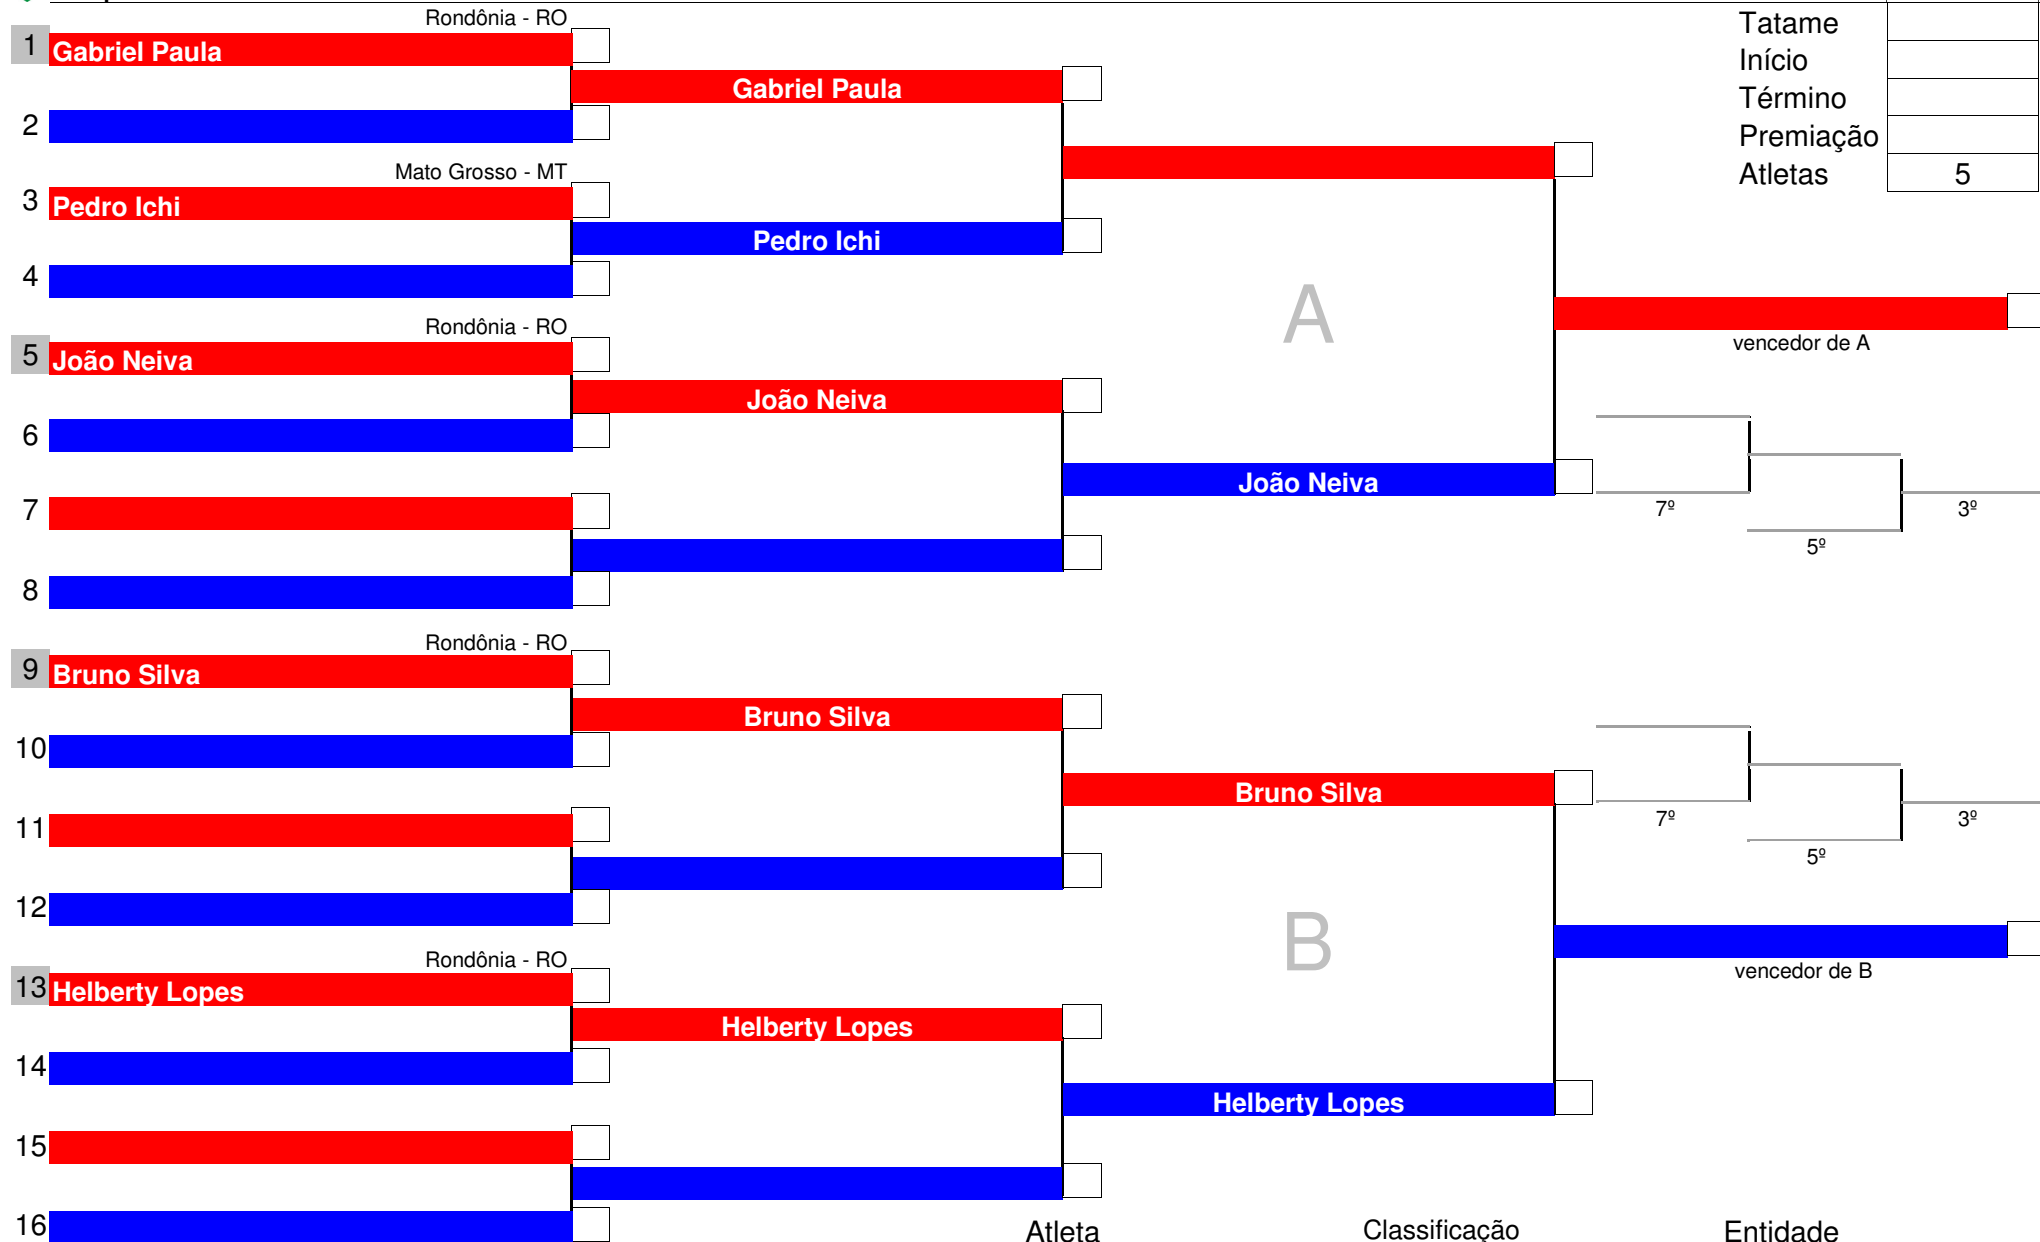 Rondônia - RO
Tatame
1 Gabriel Paula
Início
Gabriel Paula
Término
2
Premiação
Mato Grosso - MT
Atletas 5
3 Pedro Ichi
Pedro Ichi
4
A
Rondônia - RO
vencedor de A
5 João Neiva
João Neiva
6
João Neiva
7
7º 3º
5º
8
Rondônia - RO
9 Bruno Silva
Bruno Silva
10
Bruno Silva
11
7º 3º
5º
12
B
Rondônia - RO
vencedor de B
13 Helberty Lopes
Helberty Lopes
14
Helberty Lopes
15
16
Atleta Classificação Entidade